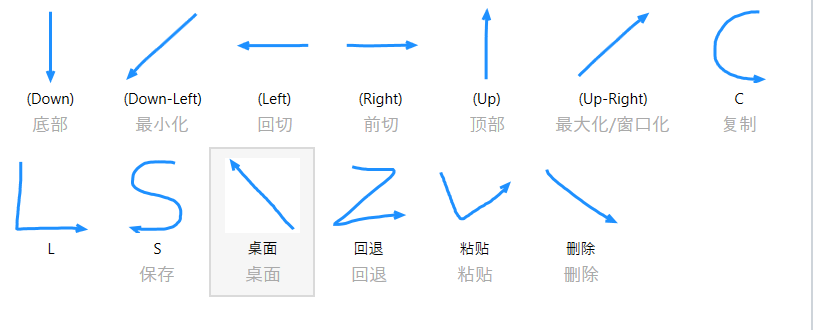 (Down) (Down-Left) (Left) (Right) (Up) (Up-Right) C
底部 最小化 回切 前切 顶部 最大化/窗口化 复制
L S 桌面 回退 粘贴 删除
保存 桌面 回退 粘贴 删除